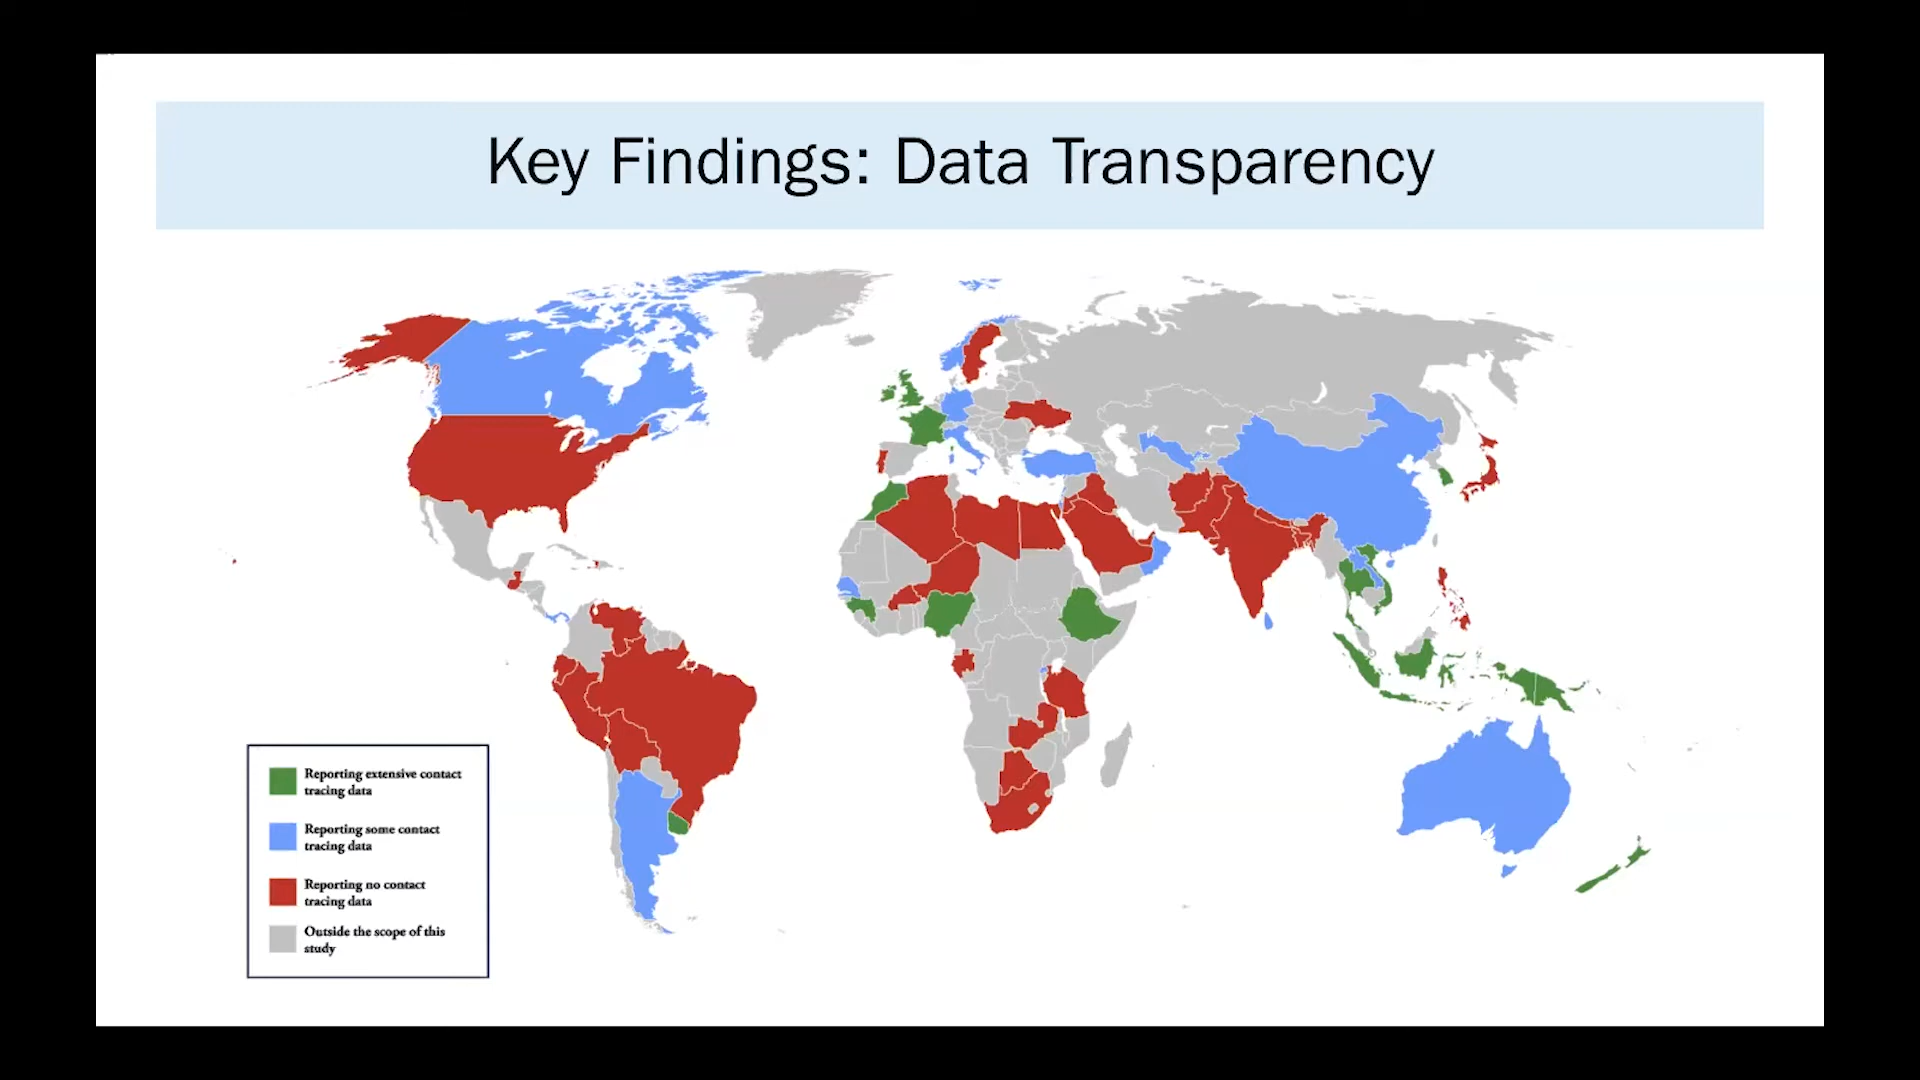 Key Findings: Data Transparency
Reporting extensive contact
tracing data
Reporting some contact
tracing data
Reporting no contact
tracing data
Outside the scope of this
study